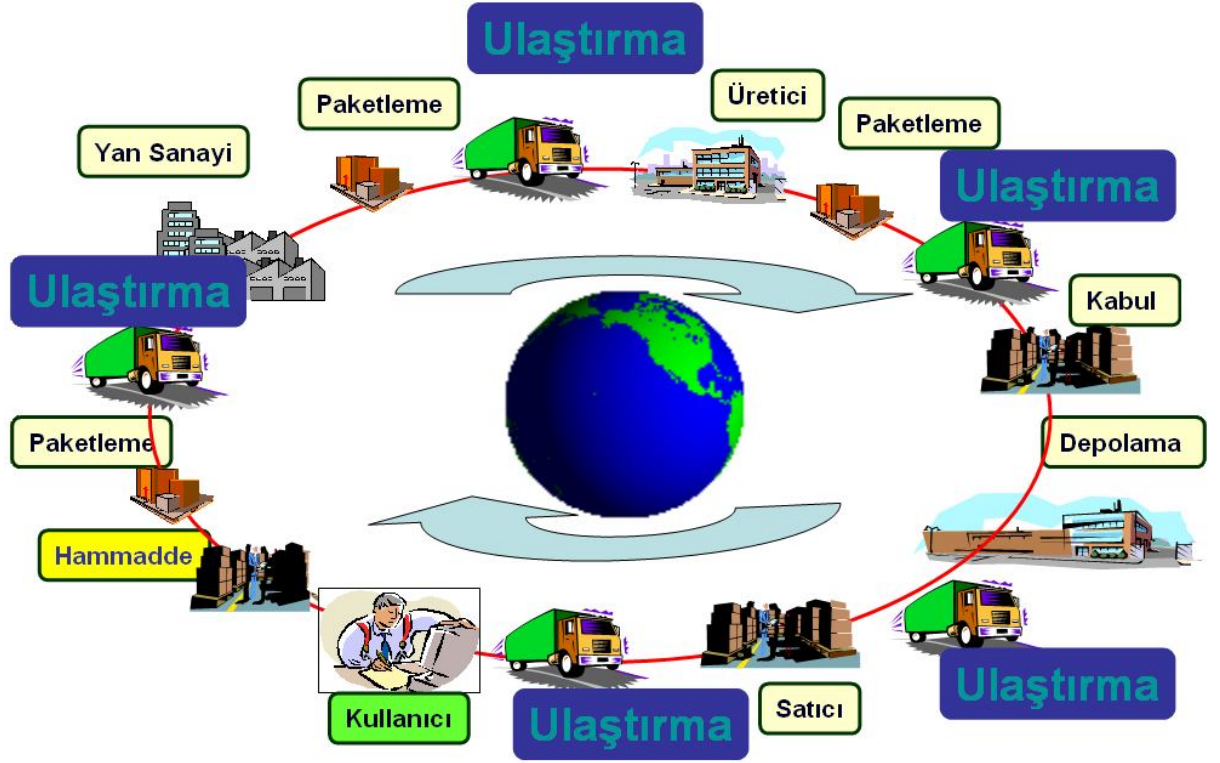 Ulaştırma
Paketleme
Üretici
Paketleme
Yan Sanayi
Ulaştırma
Ulaştırma
Kabul
Paketleme
Depolama
Hammadde
Ulaştırma
Kullanıcı
Satıcı
Ulaştırma